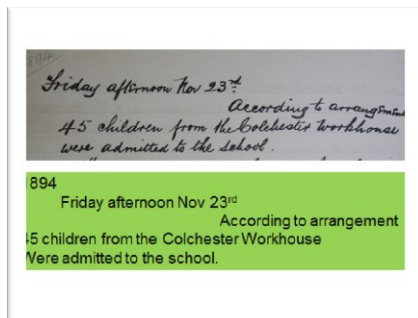 1894
Friday afternoon Nov 23rd
According to arrangement
45 children from the Colchester Workhouse
were admitted to the school.
1894
Friday afternoon Nov 23rd
According to arrangement
45 children from the Colchester Workhouse
Were admitted to the school.